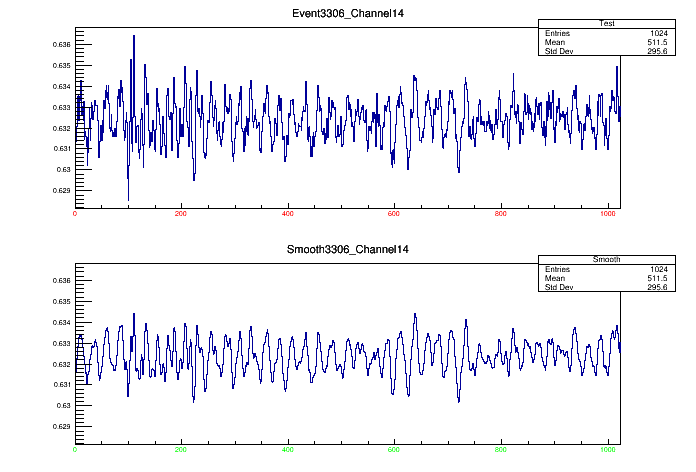 Event3306_Channel14
Test
Entries 1024
Mean 511.5
Std Dev 295.6
0.636
0.635
0.634
0.633
0.632
0.631
0.63
0.629
0 200 400 600 800 1000
Smooth3306_Channel14
Smooth
Entries 1024
Mean 511.5
Std Dev 295.6
0.636
0.635
0.634
0.633
0.632
0.631
0.63
0.629
0 200 400 600 800 1000